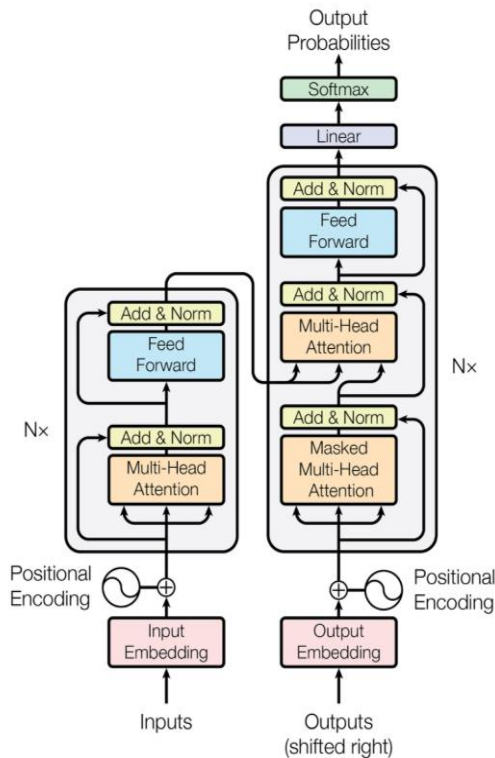 Output
Probabilities
Softmax
Linear
Add & Norm
Feed
Forward
Add & Norm
Multi-Head
Attention
Add & Norm
Masked
Multi-Head
Attention
N×
Add & Norm
Feed
Forward
Add & Norm
Multi-Head
Attention
N×
Positional
Encoding
Positional
Encoding
Input
Embedding
Output
Embedding
Inputs
Outputs
(shifted right)